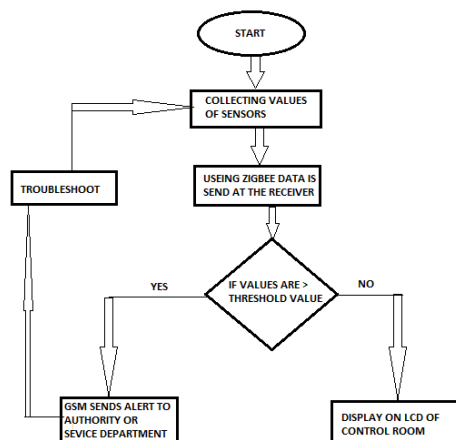 START
COLLECTING VALUES
OF SENSORS
USEING ZIGBEE DATA IS
SEND AT THE RECEIVER
TROUBLESHOOT
IF VALUES ARE >
THRESHOLD VALUE
YES
NO
GSM SENDS ALERT TO
AUTHORITY OR
SEVICE DEPARTMENT
DISPLAY ON LCD OF
CONTROL ROOM